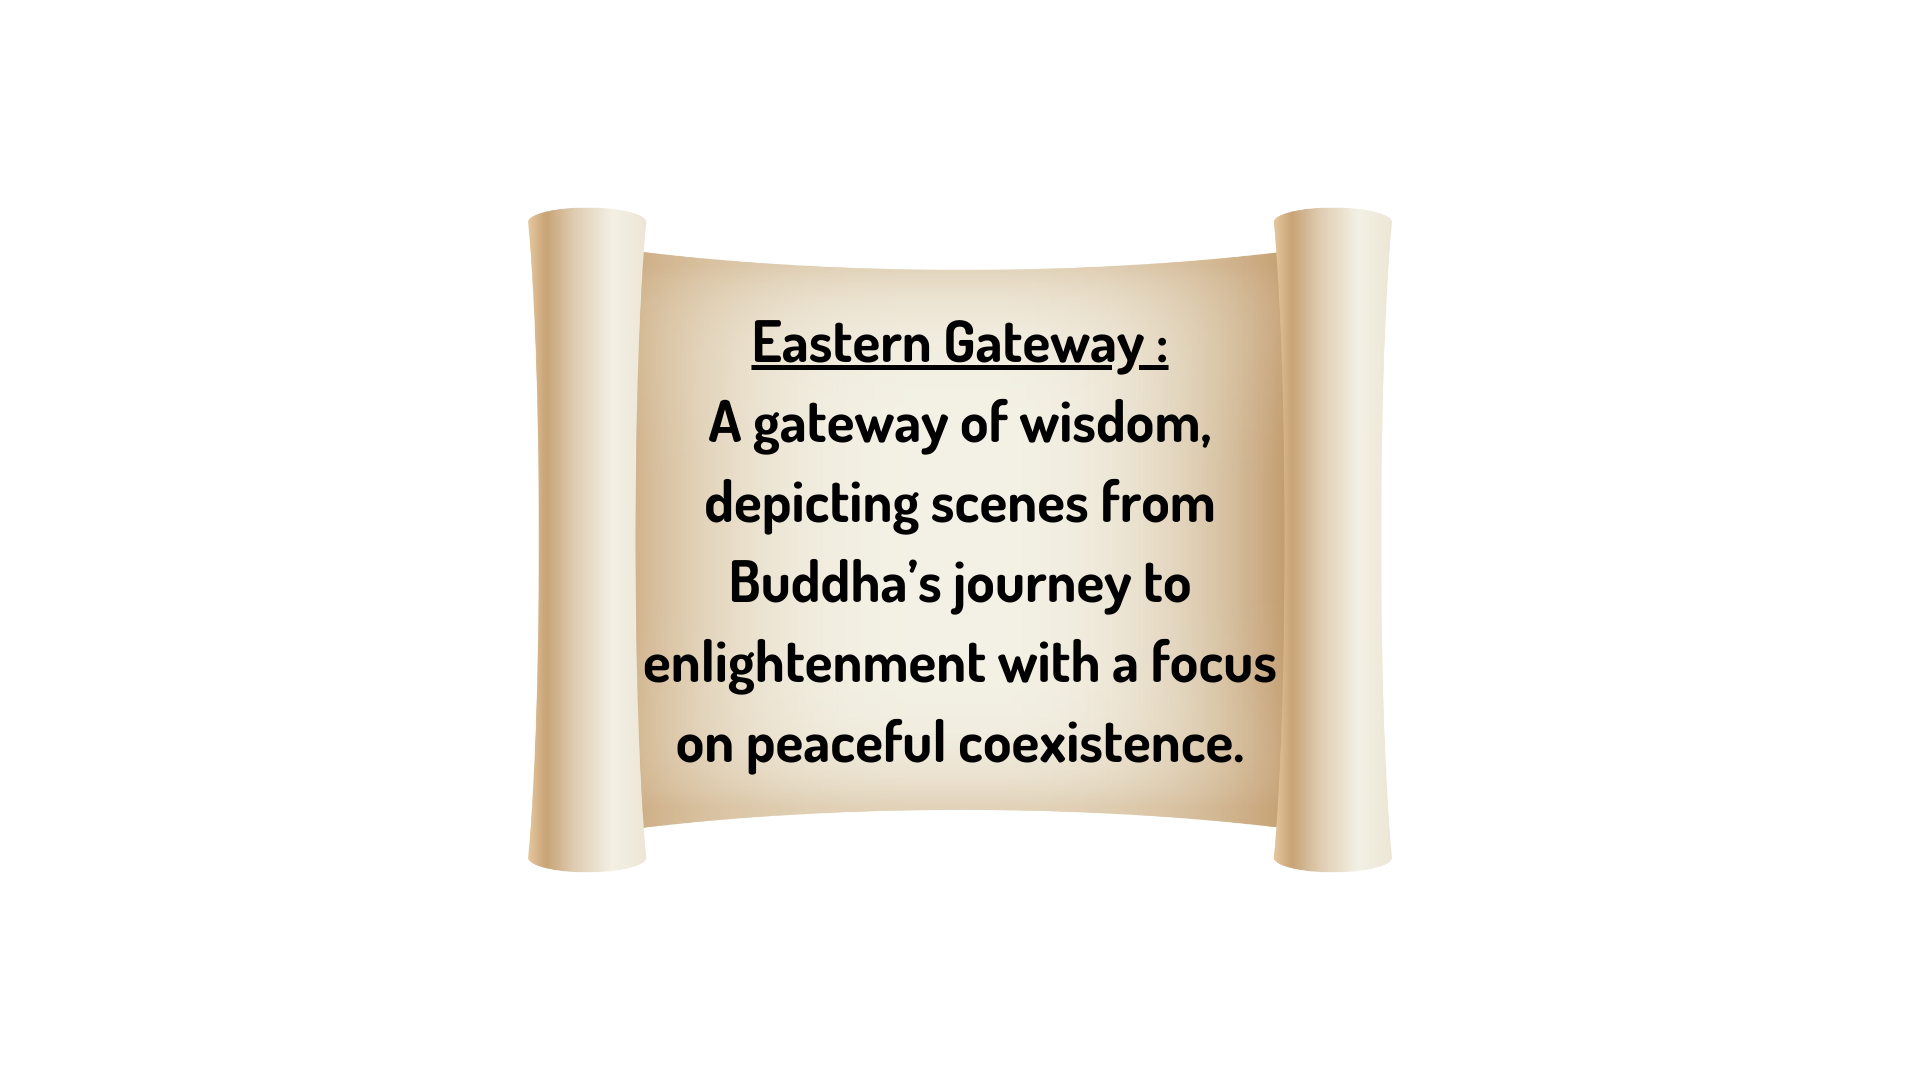 Eastern Gateway :
A gateway of wisdom,
depicting scenes from
Buddha’s journey to
enlightenment with a focus
on peaceful coexistence.